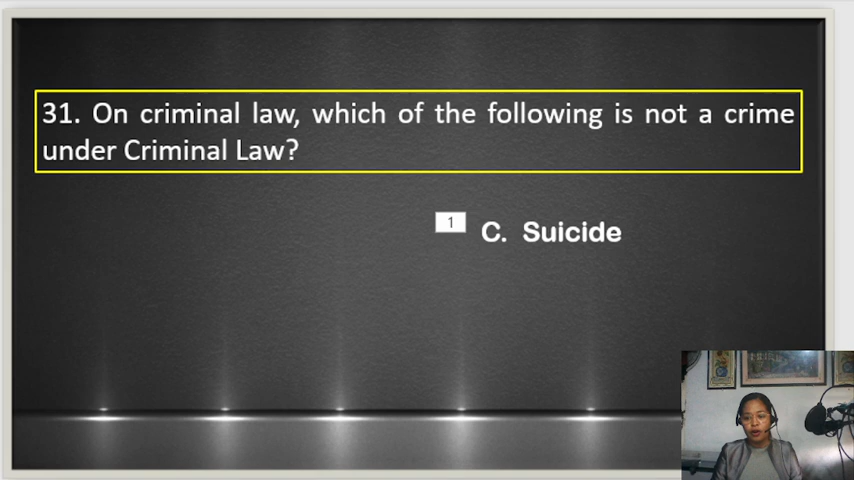 31. On criminal law, which of the following is not a crime
under Criminal Law?
1
C. Suicide